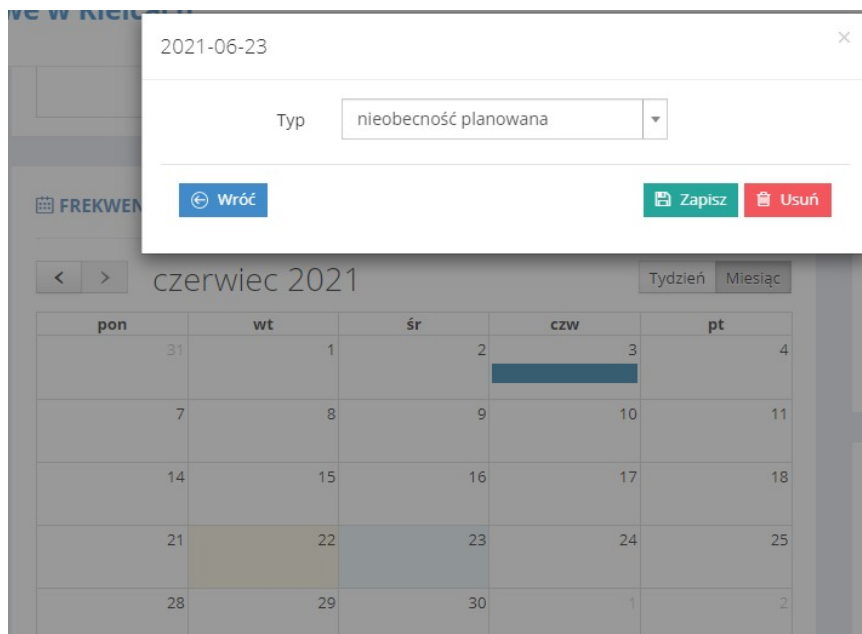 we w Kielcach
2021-06-23 ×
Typ nieobecność planowana
Wróć Zapisz Usuń
FREKWEN
< > czerwiec 2021 Tydzień Miesiąc
pon wt śr czw pt
31 1 2 3 4
7 8 9 10 11
14 15 16 17 18
21 22 23 24 25
28 29 30 1 2